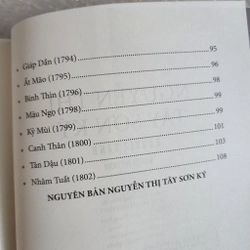 • Giáp Dần (1794) 95
• Ất Mão (1795) 96
• Bính Thìn (1796) 98
• Mậu Ngọ (1798) 99
• Kỷ Mùi (1799) 99
• Canh Thân (1800) 101
• Tân Dậu (1801) 103
• Nhâm Tuất (1802) 108
NGUYÊN BẢN NGUYỄN THỊ TÂY SƠN KÝ